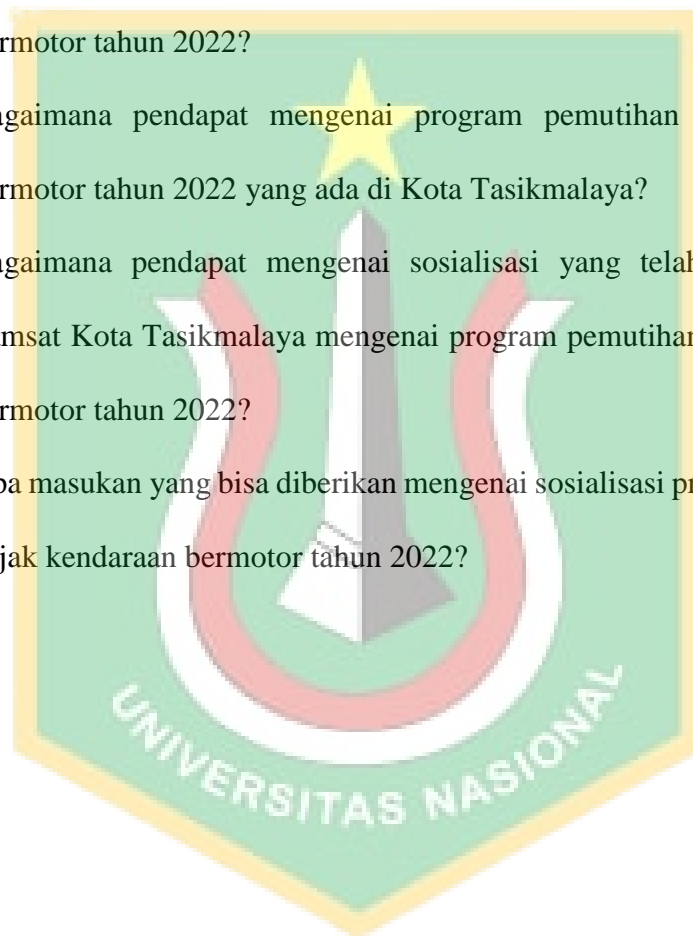 rmotor tahun 2022?
agaimana pendapat mengenai program pemutihan
rmotor tahun 2022 yang ada di Kota Tasikmalaya?
agaimana pendapat mengenai sosialisasi yang telah
msat Kota Tasikmalaya mengenai program pemutihan
rmotor tahun 2022?
pa masukan yang bisa diberikan mengenai sosialisasi pr
jak kendaraan bermotor tahun 2022?
UNIVERSITAS NASIONAL